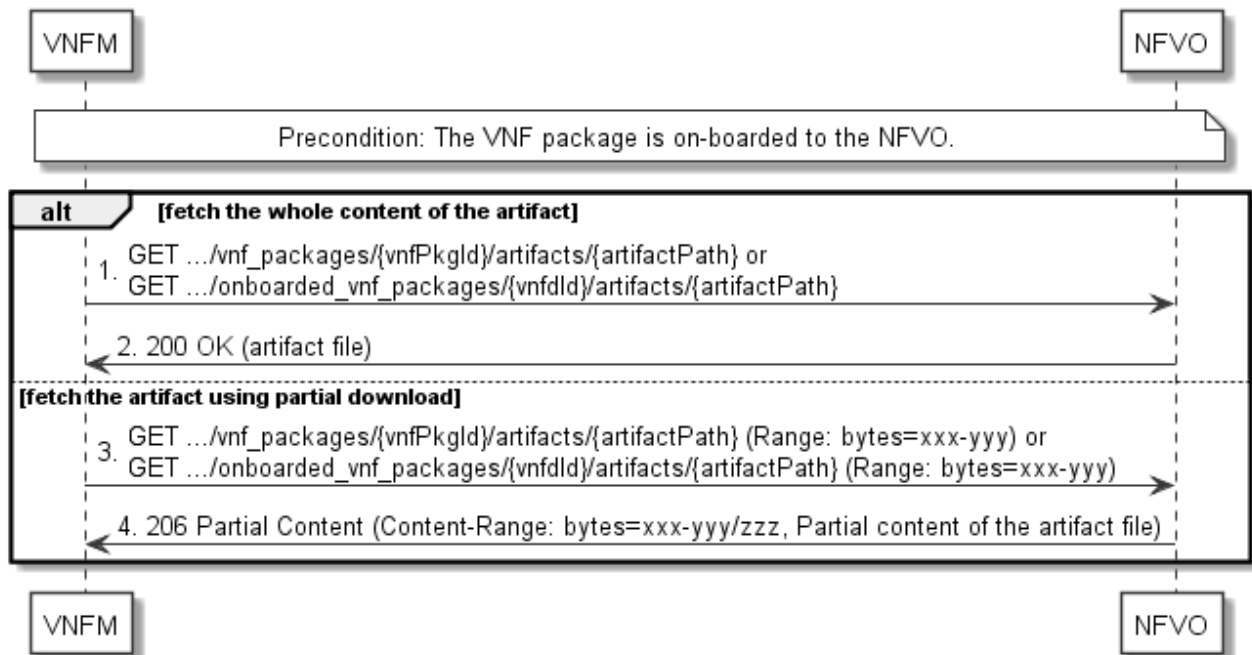 VNFM NFVO
Precondition: The VNF package is on-boarded to the NFVO.
alt [fetch the whole content of the artifact]
1. GET .../vnf_packages/{vnfPkgId}/artifacts/{artifactPath} or
GET .../onboarded_vnf_packages/{vnfdId}/artifacts/{artifactPath}
2. 200 OK (artifact file)
[fetch the artifact using partial download]
3. GET .../vnf_packages/{vnfPkgId}/artifacts/{artifactPath} (Range: bytes=xxx-yyy) or
GET .../onboarded_vnf_packages/{vnfdId}/artifacts/{artifactPath} (Range: bytes=xxx-yyy)
4. 206 Partial Content (Content-Range: bytes=xxx-yyy/zzz, Partial content of the artifact file)
VNFM NFVO